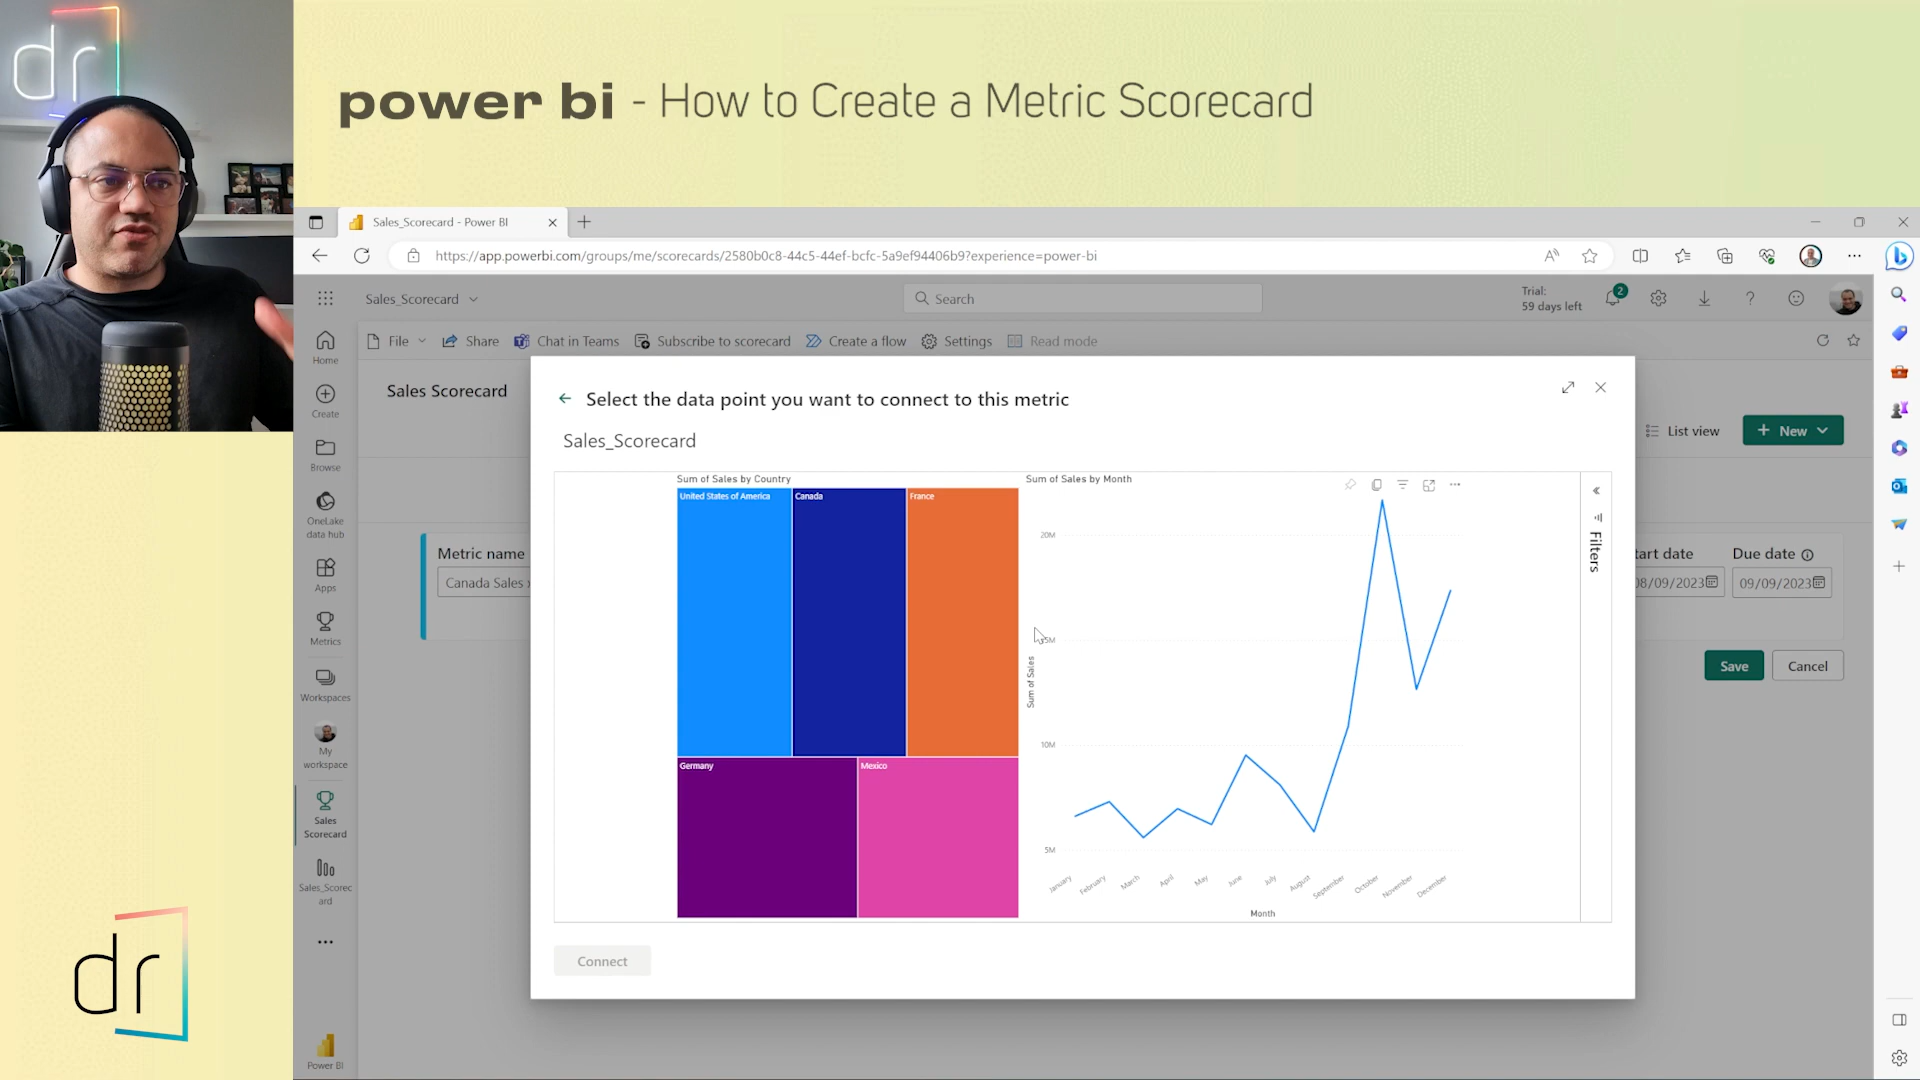 dr
power bi - How to Create a Metric Scorecard
Sales_Scorecard - Power BI
https://app.powerbi.com/groups/me/scorecards/2580b0c8-44c5-44ef-bcfc-5a9ef94406b9?experience=power-bi
Sales_Scorecard
Search
Trial:
59 days left
2
File
Share
Chat in Teams
Subscribe to scorecard
Create a flow
Settings
Read mode
Home
Create
Browse
OneLake
data hub
Apps
Metrics
Workspaces
My
workspace
Sales
Scorecard
Sales_Scorec
ard
Power BI
Sales Scorecard
List view
New
Metric name
Canada Sales
tart date
Due date
08/09/2023
09/09/2023
Save
Cancel
Select the data point you want to connect to this metric
Sales_Scorecard
Sum of Sales by Country
United States of America
Canada
France
Germany
Mexico
Sum of Sales by Month
20M
5M
10M
5M
Sum of Sales
January
February
March
April
May
June
July
August
September
October
November
December
Month
Filters
Connect
dr